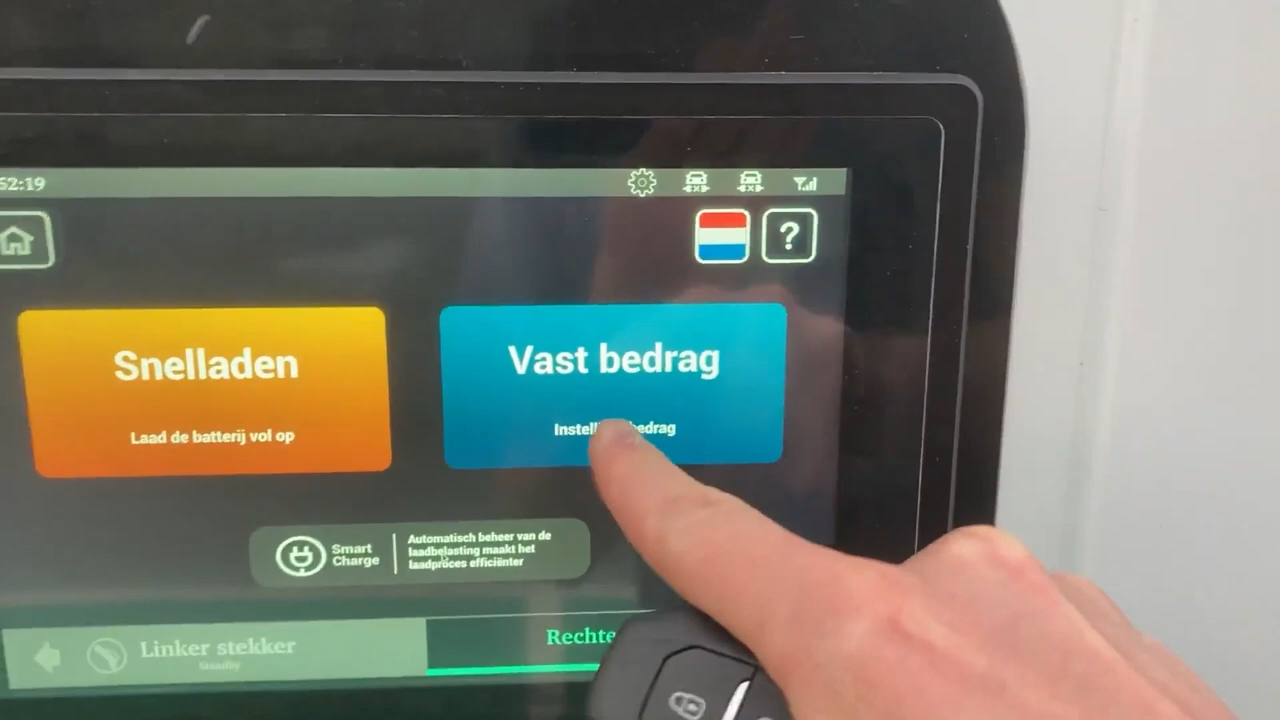 52:19
?
Snelladen
Laad de batterij vol op
Vast bedrag
bedrag
Smart
Charge
Automatisch beheer van de
laadbelasting maakt het
laadproces efficiënter
Linker stekker
Standby
Rechte